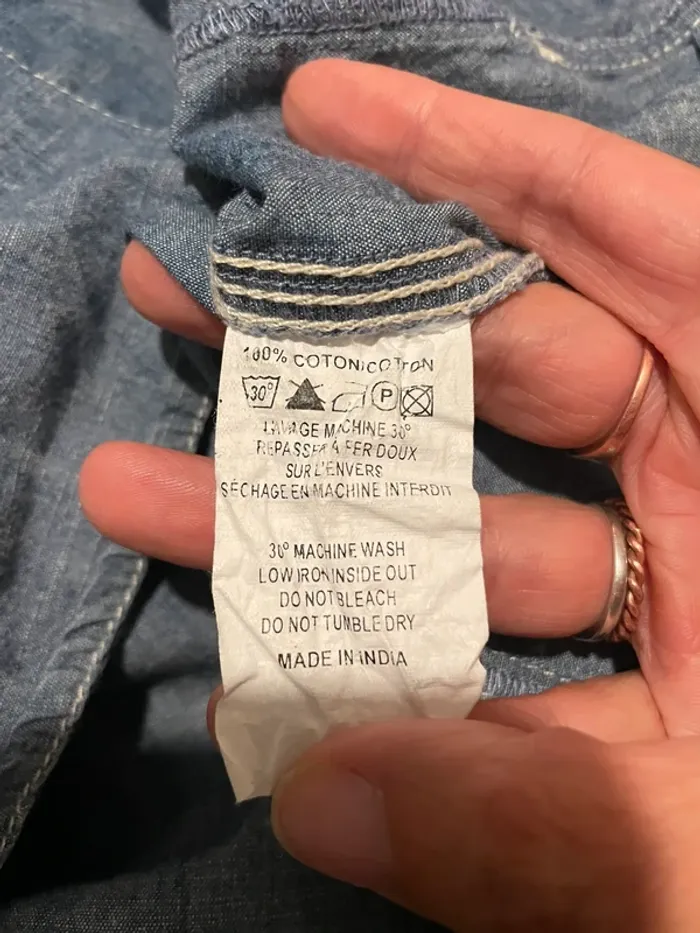 100% COTON/COTTON
30° P
LAVAGE MACHINE 30°
REPASSER A FER DOUX
SUR L'ENVERS
SÉCHAGE EN MACHINE INTERDIT
30° MACHINE WASH
LOW IRON INSIDE OUT
DO NOT BLEACH
DO NOT TUMBLE DRY
MADE IN INDIA